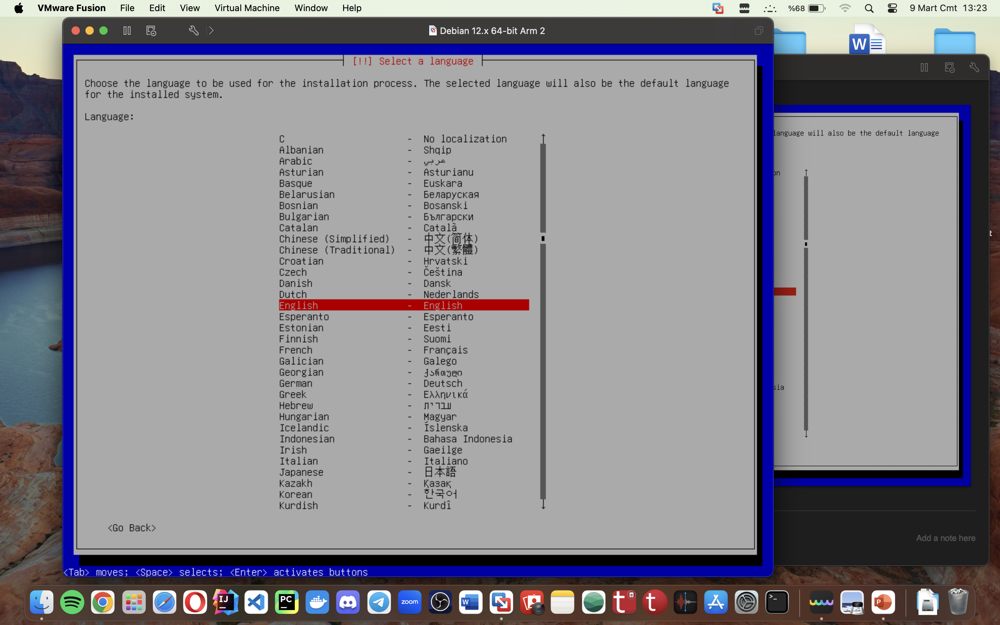 VMware Fusion File Edit View Virtual Machine Window Help %68 9 Mart Cmt 13:23
Debian 12.x 64-bit Arm 2
[!!] Select a language
Choose the language to be used for the installation process. The selected language will also be the default language
for the installed system.
Language:
C - No localization
Albanian - Shqip
Arabic - عربي
Asturian - Asturianu
Basque - Euskara
Belarusian - Беларуская
Bosnian - Bosanski
Bulgarian - Български
Catalan - Català
Chinese (Simplified) - 中文(简体)
Chinese (Traditional) - 中文(繁體)
Croatian - Hrvatski
Czech - Čeština
Danish - Dansk
Dutch - Nederlands
English - English
Esperanto - Esperanto
Estonian - Eesti
Finnish - Suomi
French - Français
Galician - Galego
Georgian - ქართული
German - Deutsch
Greek - Ελληνικά
Hebrew - עברית
Hungarian - Magyar
Icelandic - Íslenska
Indonesian - Bahasa Indonesia
Irish - Gaeilge
Italian - Italiano
Japanese - 日本語
Kazakh - Қазақ
Korean - 한국어
Kurdish - Kurdî
<Go Back>
<Tab> moves; <Space> selects; <Enter> activates buttons
language will also be the default language
on
sia
t
Add a note here
W
IJ
PC
zoom
W
t
t
>_
P